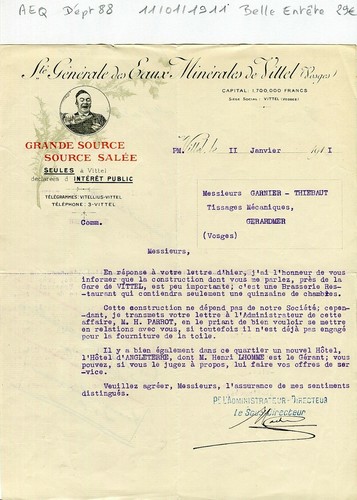 AEQ Dépt 88 11/01/1911 Belle Entête 29€
Sté Générale des Eaux Minérales de Vittel (Vosges)
CAPITAL: 1.700.000 FRANCS
SIÈGE SOCIAL: VITTEL (VOSGES)
GRANDE SOURCE
SOURCE SALÉE
SEULES à Vittel
déclarées d'INTÉRÊT PUBLIC
TÉLÉGRAMMES: VITELLIUS-VITTEL
TÉLÉPHONE: 3-VITTEL
Comm.
PM. Vittel, le II Janvier 191 I
Messieurs GARNIER - THIEBAUT
Tissages Mécaniques,
GERARDMER
(Vosges)
Messieurs,
En réponse à votre lettre d'hier, j'ai l'honneur de vous
informer que la construction dont vous me parlez, près de la
Gare de VITTEL, est peu importante; c'est une Brasserie Res-
taurant qui contiendra seulement une quinzaine de chambres.
Cette construction ne dépend pas de notre Société; cepen-
dant, je transmets votre lettre à l'Administrateur de cette
affaire, M. H. PARROT, en le priant de bien vouloir se mettre
en relations avec vous, si toutefois il n'est déjà pas engagé
pour la fourniture de la toile.
Il y a bien également dans ce quartier un nouvel Hôtel,
l'Hôtel d'ANGLETERRE, dont M. Henri LHOMME est le Gérant; vous
pouvez, si vous le jugez à propos, lui faire vos offres de ser-
vice.
Veuillez agréer, Messieurs, l'assurance de mes sentiments
distingués.
P. L'ADMINISTRATEUR-DIRECTEUR
le Sous-Directeur